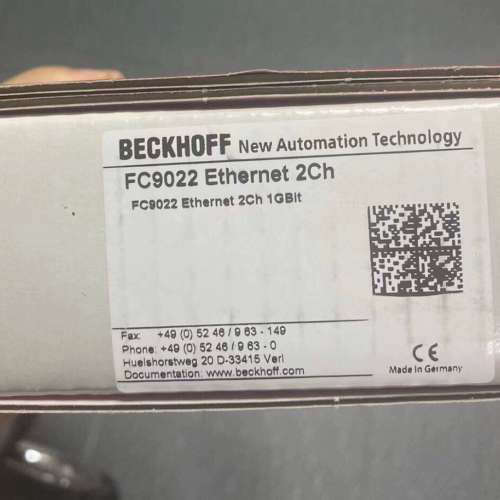 BECKHOFF New Automation Technology
FC9022 Ethernet 2Ch
FC9022 Ethernet 2Ch 1GBit
Fax: +49 (0) 52 46 / 9 63 - 149
Phone: +49 (0) 52 46 / 9 63 - 0
Huelshorstweg 20 D-33415 Verl
Documentation: www.beckhoff.com
CE
Made in Germany